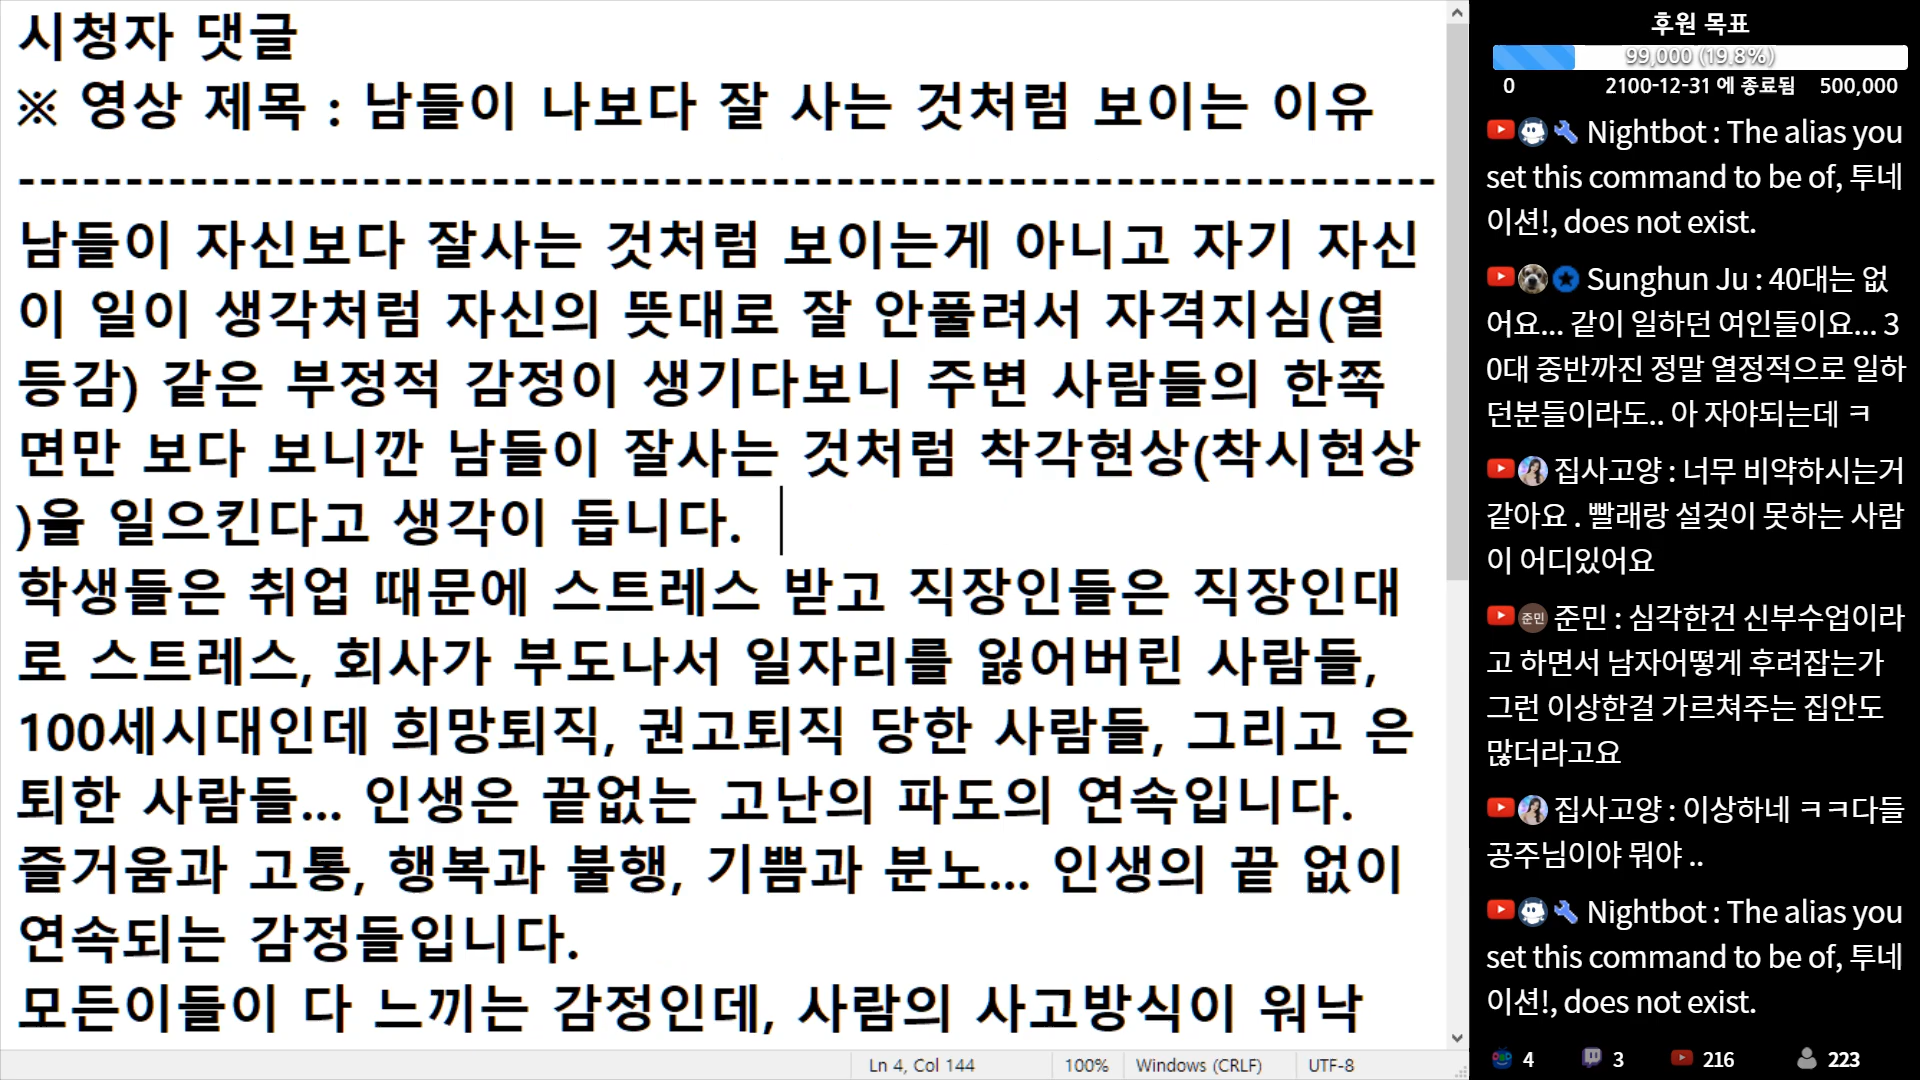 시청자 댓글
※ 영상 제목 : 남들이 나보다 잘 사는 것처럼 보이는 이유
------------------------------------------------------------------
남들이 자신보다 잘사는 것처럼 보이는게 아니고 자기 자신
이 일이 생각처럼 자신의 뜻대로 잘 안풀려서 자격지심(열
등감) 같은 부정적 감정이 생기다보니 주변 사람들의 한쪽
면만 보다 보니깐 남들이 잘사는 것처럼 착각현상(착시현상
)을 일으킨다고 생각이 듭니다.
학생들은 취업 때문에 스트레스 받고 직장인들은 직장인대
로 스트레스, 회사가 부도나서 일자리를 잃어버린 사람들,
100세시대인데 희망퇴직, 권고퇴직 당한 사람들, 그리고 은
퇴한 사람들... 인생은 끝없는 고난의 파도의 연속입니다.
즐거움과 고통, 행복과 불행, 기쁨과 분노... 인생의 끝 없이
연속되는 감정들입니다.
모든이들이 다 느끼는 감정인데, 사람의 사고방식이 워낙
Ln 4, Col 144
100%
Windows (CRLF)
UTF-8
후원 목표
99,000 (19.8%)
0 2100-12-31 에 종료됨 500,000
Nightbot : The alias you
set this command to be of, 투네
이션!, does not exist.
Sunghun Ju : 40대는 없
어요... 같이 일하던 여인들이요... 3
0대 중반까진 정말 열정적으로 일하
던분들이라도.. 아 자야되는데 ㅋ
집사고양 : 너무 비약하시는거
같아요 . 빨래랑 설겆이 못하는 사람
이 어디있어요
준민 준민 : 심각한건 신부수업이라
고 하면서 남자어떻게 후려잡는가
그런 이상한걸 가르쳐주는 집안도
많더라고요
집사고양 : 이상하네 ㅋㅋ다들
공주님이야 뭐야 ..
Nightbot : The alias you
set this command to be of, 투네
이션!, does not exist.
4 3 216 223